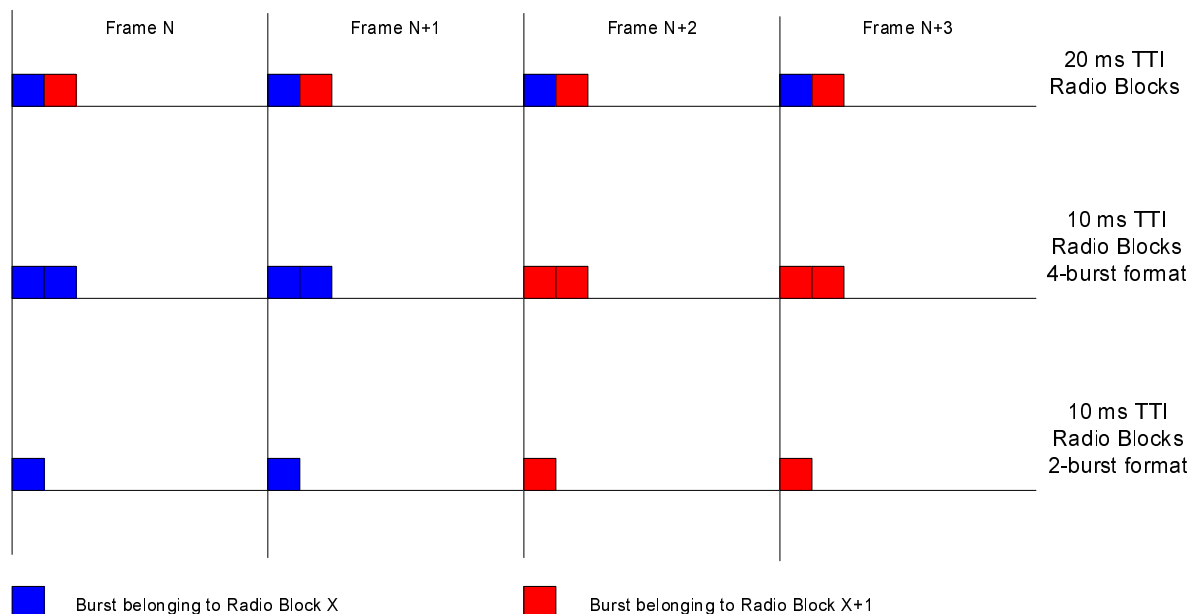 Frame N
Frame N+1
Frame N+2
Frame N+3
20 ms TTI
Radio Blocks
10 ms TTI
Radio Blocks
4-burst format
10 ms TTI
Radio Blocks
2-burst format
Burst belonging to Radio Block X
Burst belonging to Radio Block X+1